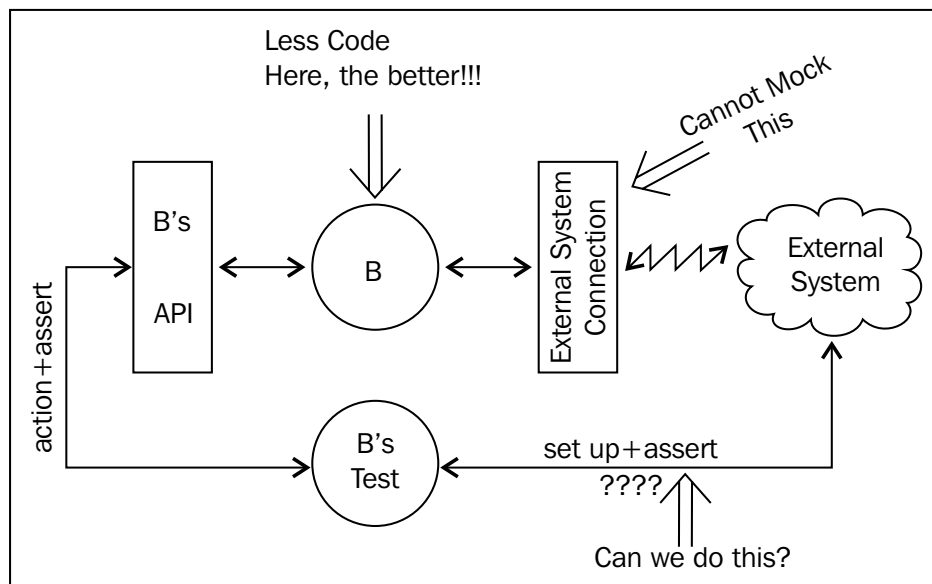 Less Code
Here, the better!!!
Cannot Mock
This
B's
API
B
External System
Connection
External
System
action+assert
B's
Test
set up+assert
????
Can we do this?